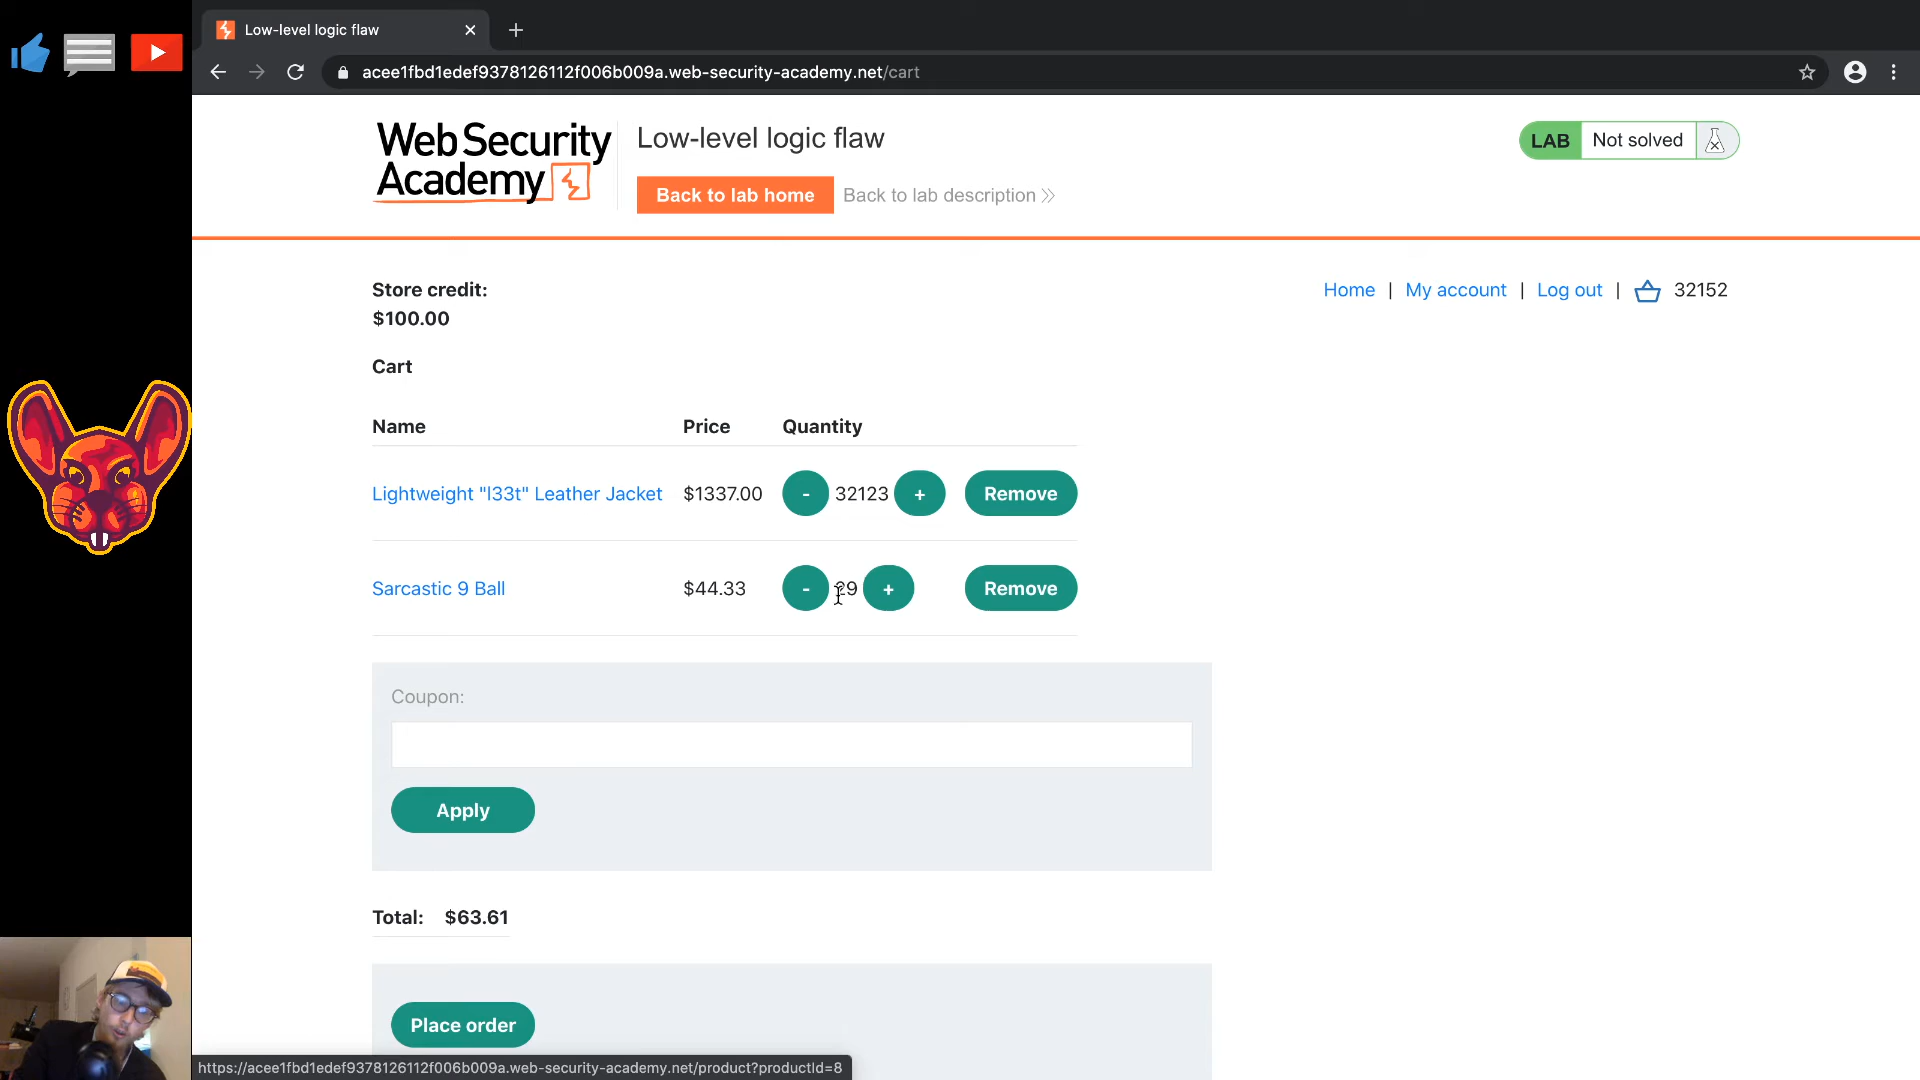 Low-level logic flaw
acee1fbd1edef9378126112f006b009a.web-security-academy.net/cart
Web Security
Academy
Low-level logic flaw
Back to lab home
Back to lab description
LAB Not solved
Store credit:
$100.00
Home | My account | Log out | 32152
Cart
Name Price Quantity
Lightweight "l33t" Leather Jacket $1337.00 - 32123 + Remove
Sarcastic 9 Ball $44.33 - 29 + Remove
Coupon:
Apply
Total: $63.61
Place order
https://acee1fbd1edef9378126112f006b009a.web-security-academy.net/product?productId=8